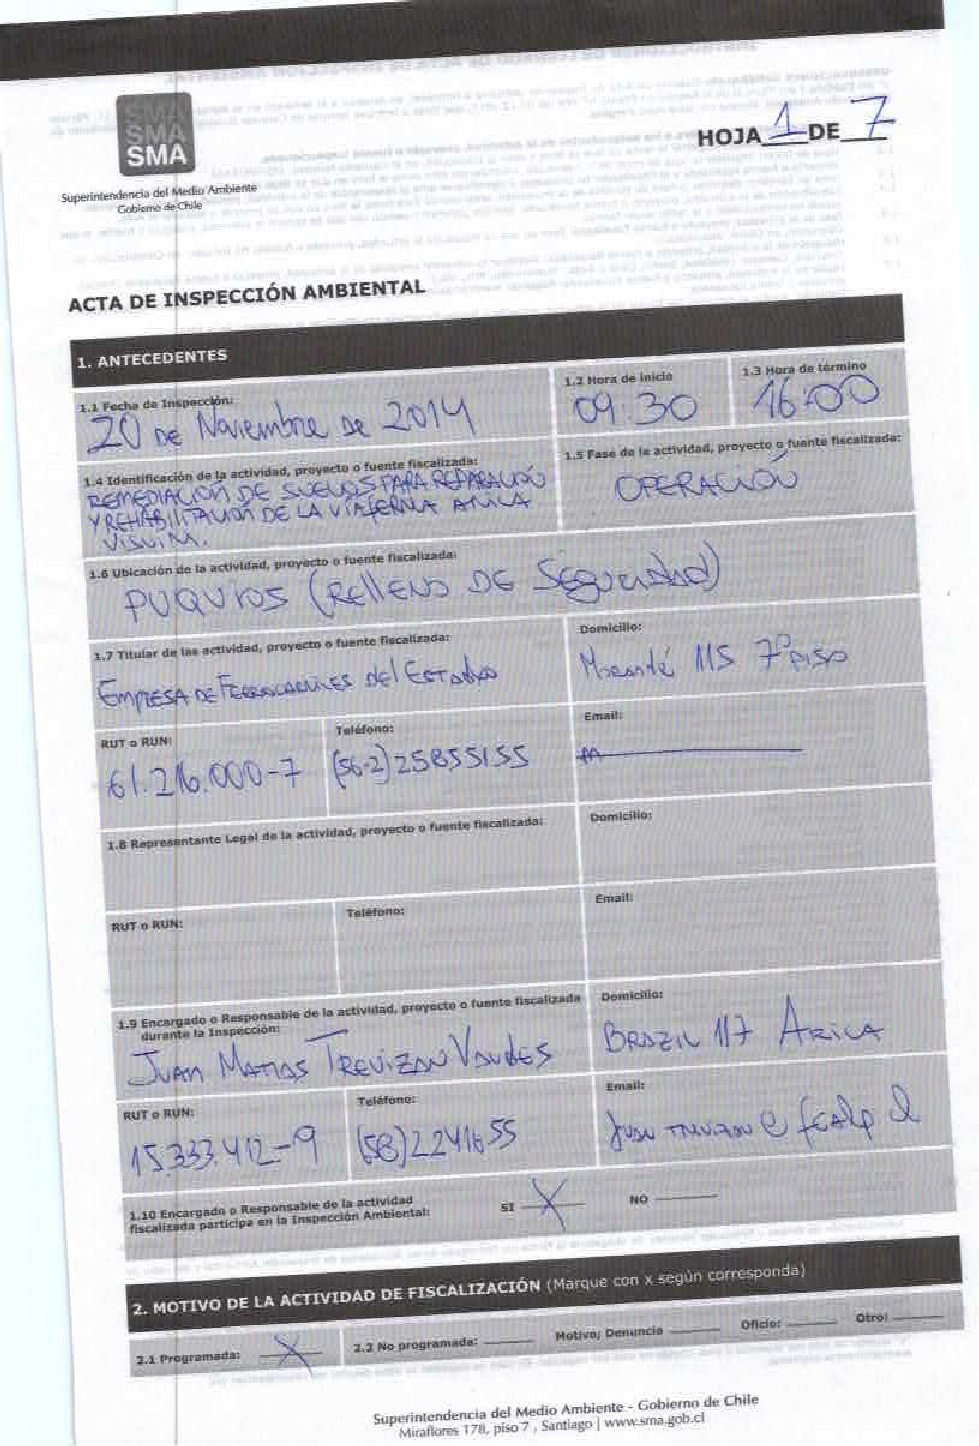 HOJA 1 DE 7
SMA
SMA
SMA
Superintendencia del Medio Ambiente
Gobierno de Chile
ACTA DE INSPECCIÓN AMBIENTAL
1. ANTECEDENTES
1.1 Fecha de Inspección:
20 DE Noviembre DE 2014
1.2 Hora de inicio
09:30
1.3 Hora de término
16:00
1.4 Identificación de la actividad, proyecto o fuente fiscalizada:
REMEDIACION DE SUELOS PARA REPARACIÓN
Y REHABILITACION DE LA VIA FERREA ARICA
VISVIRI.
1.5 Fase de la actividad, proyecto o fuente fiscalizada:
OPERACIÓN
1.6 Ubicación de la actividad, proyecto o fuente fiscalizada:
PUQUIOS (RELLENO DE SEGURIDAD)
1.7 Titular de las actividad, proyecto o fuente fiscalizada:
EMPRESA DE FERROCARRILES DEL ESTADO
Domicilio:
Morandé 115 7º PISO
RUT o RUN:
61.216.000-7
Teléfono:
(56-2)25855155
Email:
1.8 Representante Legal de la actividad, proyecto o fuente fiscalizada:
Domicilio:
RUT o RUN:
Teléfono:
Email:
1.9 Encargado o Responsable de la actividad, proyecto o fuente fiscalizada
durante la Inspección:
JUAN MATIAS TREVIZAN VALDES
Domicilio:
BRAZIL 117 ARICA
RUT o RUN:
15.333.412-9
Teléfono:
(58)2241655
Email:
1.10 Encargado o Responsable de la actividad
fiscalizada participa en la Inspección Ambiental:
SI X NO
2. MOTIVO DE LA ACTIVIDAD DE FISCALIZACIÓN (Marque con x según corresponda)
2.1 Programada: X 2.2 No programada: Motivo; Denuncia Oficio: Otro:
Superintendencia del Medio Ambiente - Gobierno de Chile
Miraflores 178, piso 7, Santiago | www.sma.gob.cl